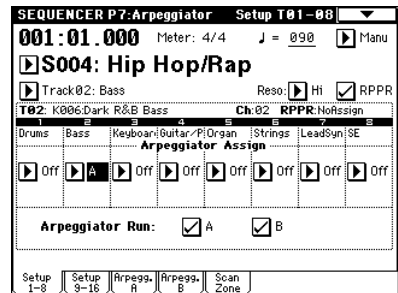 SEQUENCER P7:Arpeggiator Setup T01-08
001:01.000 Meter: 4/4 ♩ = 090 Manu
S004: Hip Hop/Rap
Track02: Bass Reso: Hi RPPR
T02: K006:Dark R&B Bass Ch:02 RPPR:NoAssign
1 2 3 4 5 6 7 8
Drums Bass Keyboar Guitar/P Organ Strings LeadSyn SE
Arpeggiator Assign
Off A Off Off Off Off Off Off
Arpeggiator Run: A B
Setup 1-8 Setup 9-16 Arpegg. A Arpegg. B Scan Zone